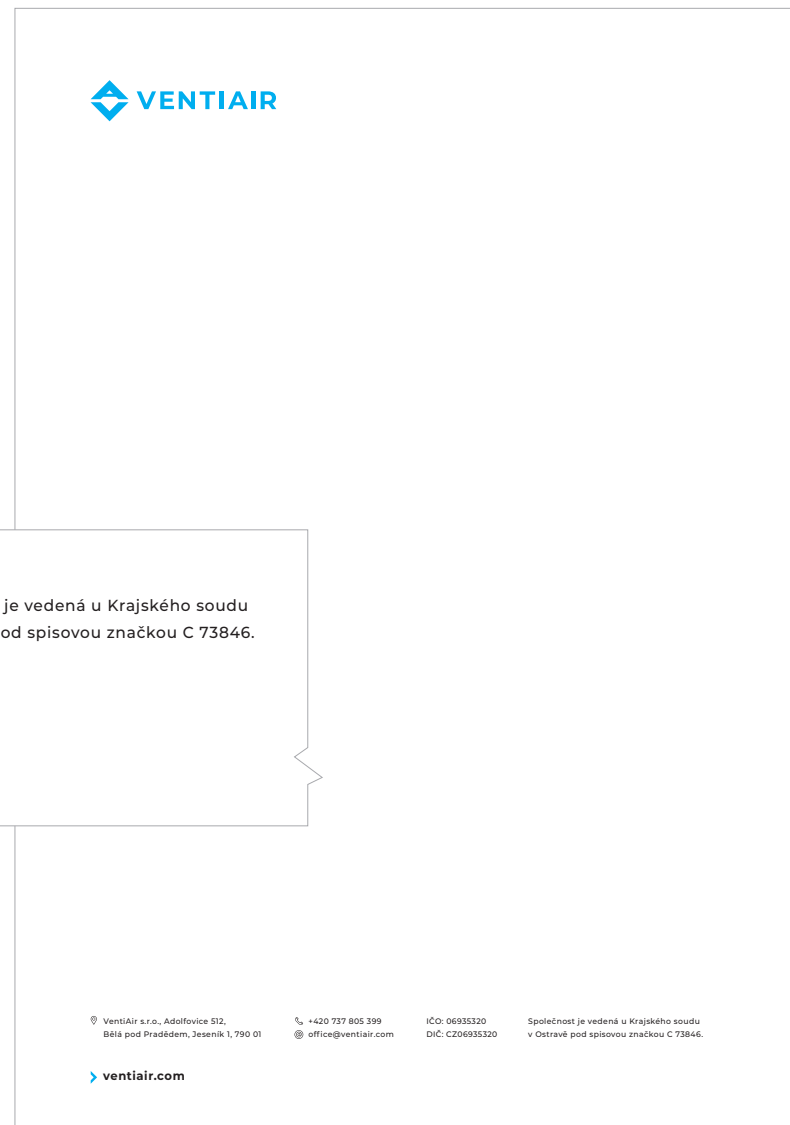 VENTIAIR
je vedená u Krajského soudu
od spisovou značkou C 73846.
VentiAir s.r.o., Adolfovice 512,
Bělá pod Pradědem, Jeseník 1, 790 01
+420 737 805 399
office@ventiair.com
IČO: 06935320
DIČ: CZ06935320
Společnost je vedená u Krajského soudu
v Ostravě pod spisovou značkou C 73846.
ventiair.com